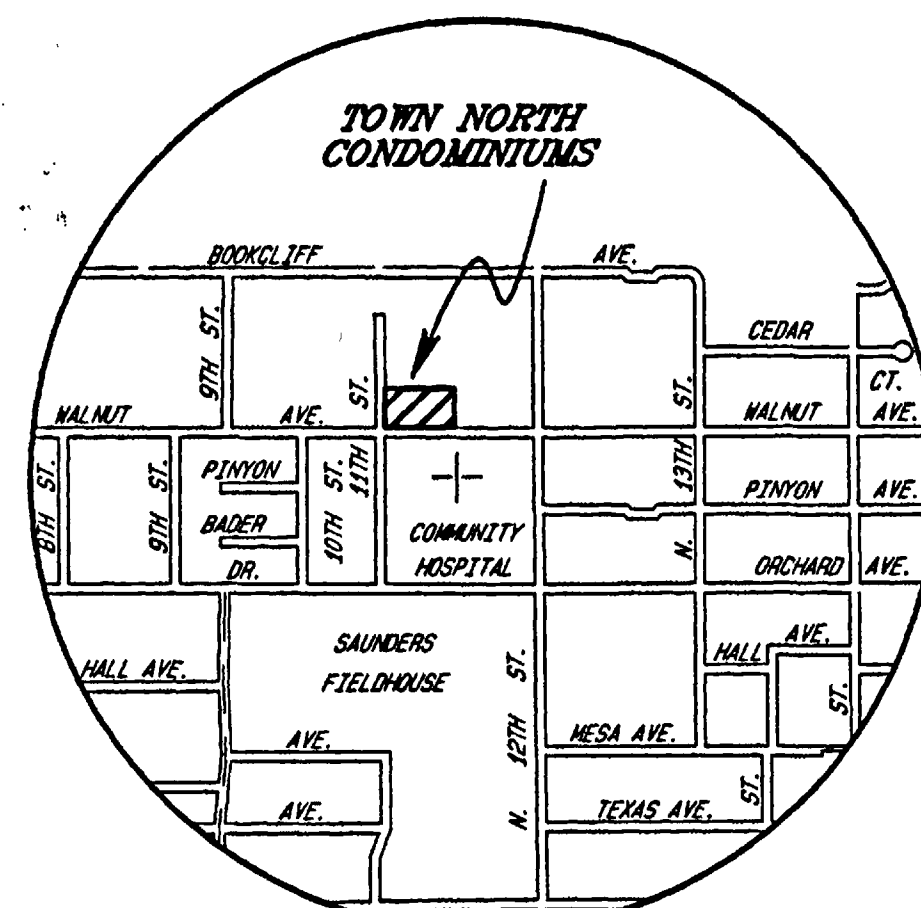 TOWN NORTH
CONDOMINIUMS
BOOKCLIFF
AVE.
9TH ST.
ST.
ST.
CEDAR
CT.
WALNUT
AVE.
WALNUT
AVE.
8TH ST.
9TH ST.
PINYON
BADER
DR.
10TH ST.
11TH
COMMUNITY
HOSPITAL
13TH
N.
PINYON
AVE.
ORCHARD
AVE.
SAUNDERS
FIELDHOUSE
HALL AVE.
N. 12TH ST.
HALL
AVE.
ST.
MESA AVE.
AVE.
ST.
AVE.
TEXAS AVE.